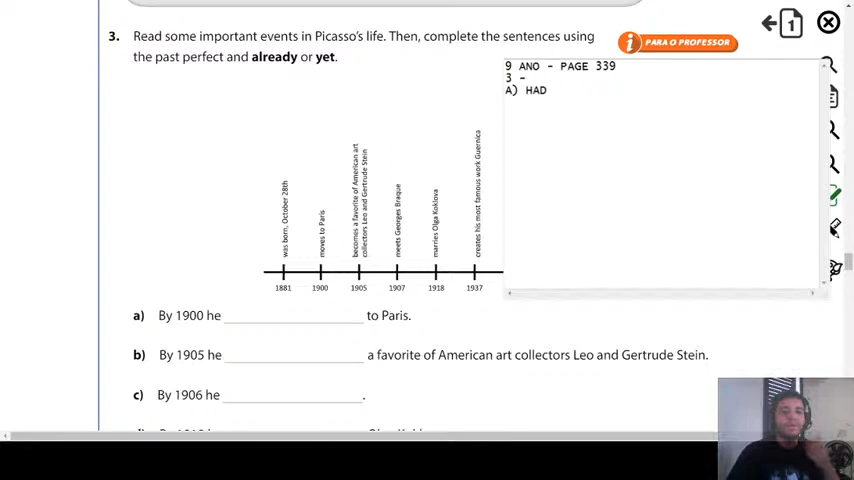 3. Read some important events in Picasso's life. Then, complete the sentences using
the past perfect and already or yet.
PARA O PROFESSOR
1
9 ANO - PAGE 339
3 -
A) HAD
was born, October 28th
moves to Paris
becomes a favorite of American art
collectors Leo and Gertrude Stein
meets Georges Braque
marries Olga Koklova
creates his most famous work Guernica
1881 1900 1905 1907 1918 1937
a) By 1900 he ____________________ to Paris.
b) By 1905 he ____________________ a favorite of American art collectors Leo and Gertrude Stein.
c) By 1906 he ____________________.